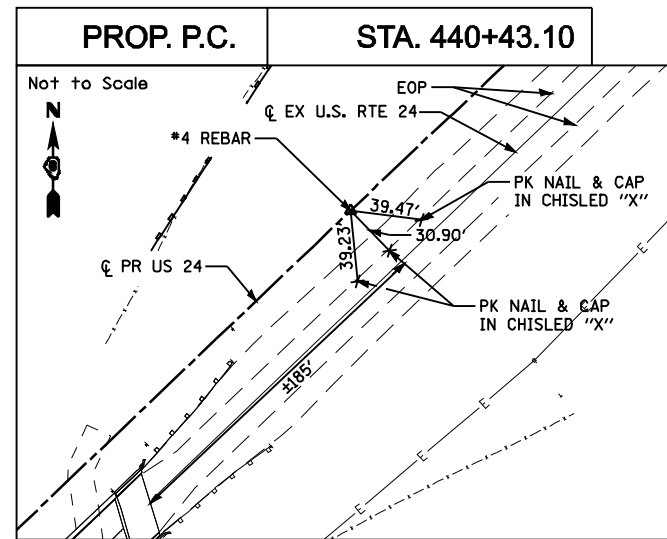 PROP. P.C.
STA. 440+43.10
Not to Scale
N
EOP
℄ EX U.S. RTE 24
#4 REBAR
PK NAIL & CAP
IN CHISLED "X"
39.47'
30.90'
39.23'
℄ PR US 24
PK NAIL & CAP
IN CHISLED "X"
±185'
E
E
E
E
E